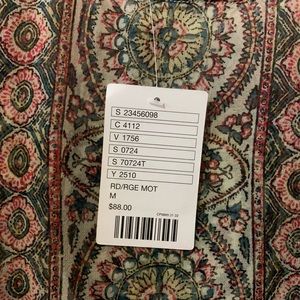 S 23456098
C 4112
V 1756
S 0724
S 70724T
Y 2510
RD/RGE MOT
M
$88.00